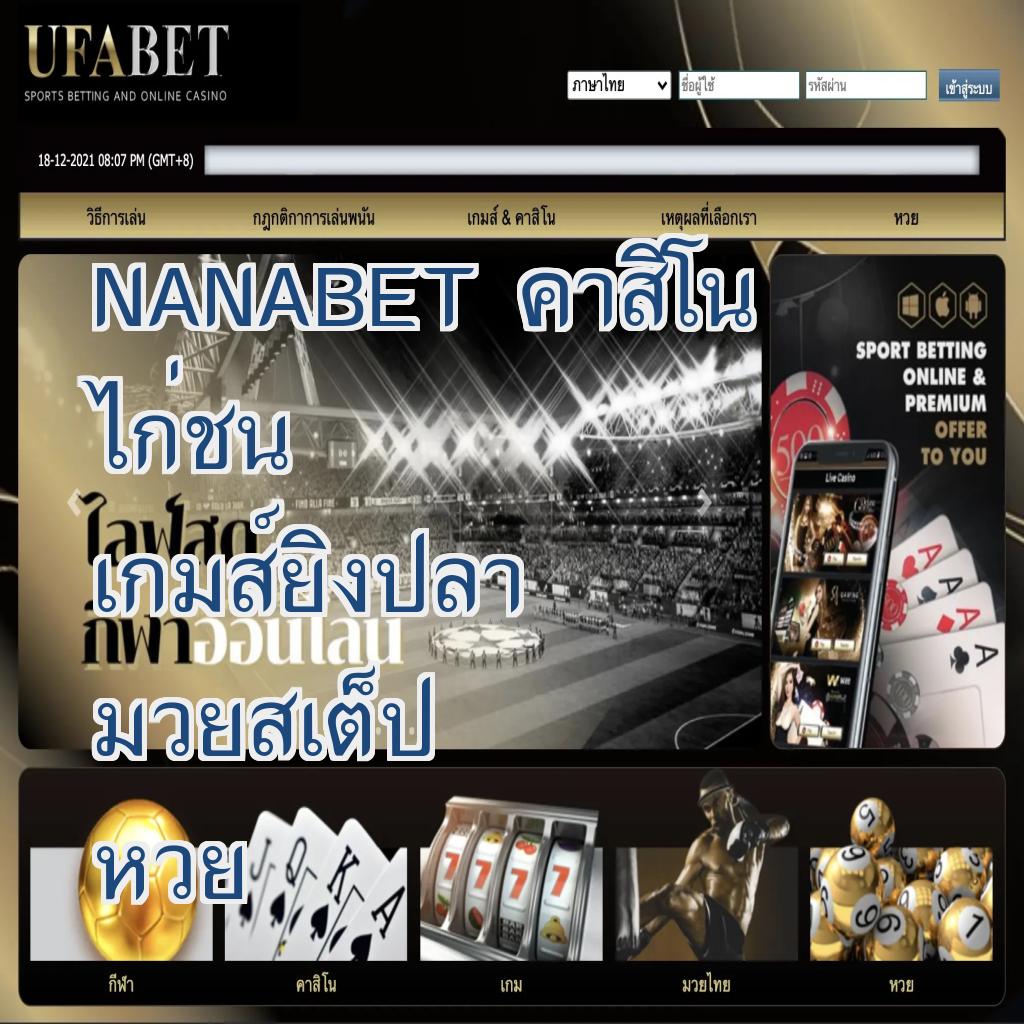 UFABET
SPORTS BETTING AND ONLINE CASINO
ภาษาไทย ชื่อผู้ใช้ รหัสผ่าน เข้าสู่ระบบ
18-12-2021 08:07 PM (GMT+8)
วิธีการเล่น กฎกติกาการเล่นพนัน เกมส์ & คาสิโน เหตุผลที่เลือกเรา หวย
NANABET คาสิโน
ไก่ชน
เกมส์ยิงปลา
มวยสเต็ป
หวย
ไลฟ์สด
กีฬาออนไลน์
SPORT BETTING
ONLINE &
PREMIUM
OFFER
TO YOU
Live Casino
กีฬา คาสิโน เกม มวยไทย หวย